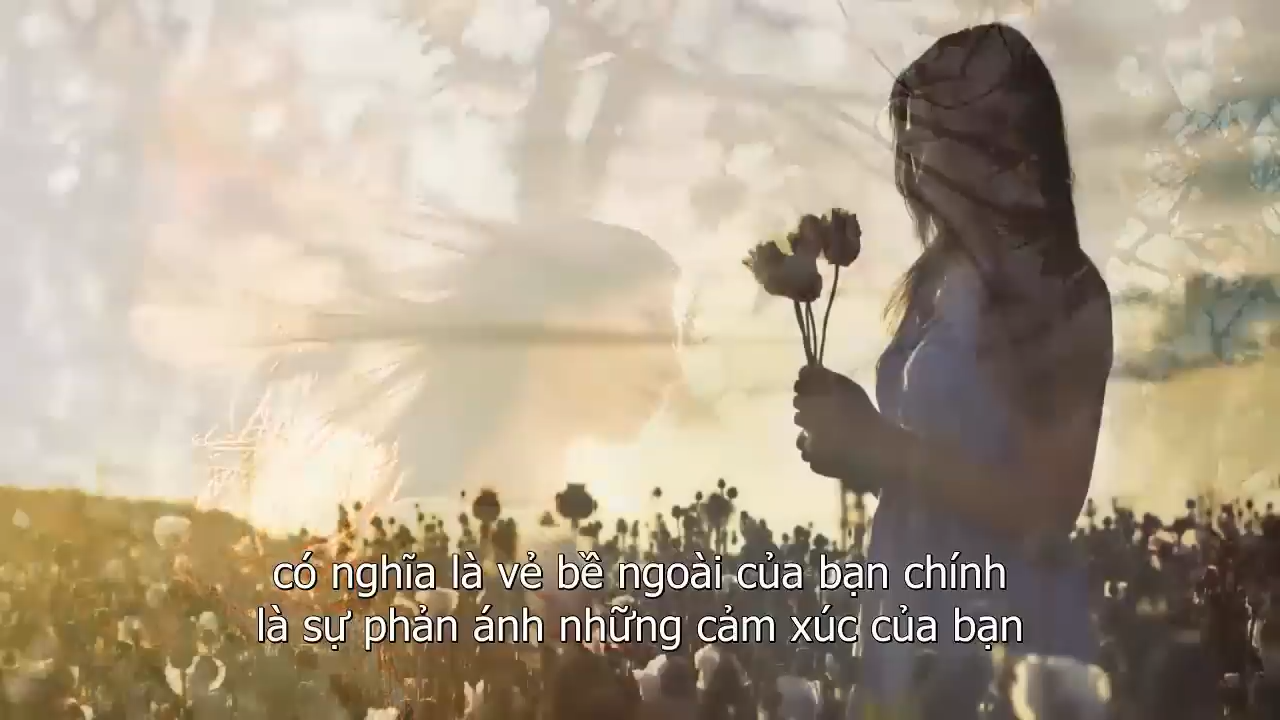 có nghĩa là vẻ bề ngoài của bạn chính
là sự phản ánh những cảm xúc của bạn